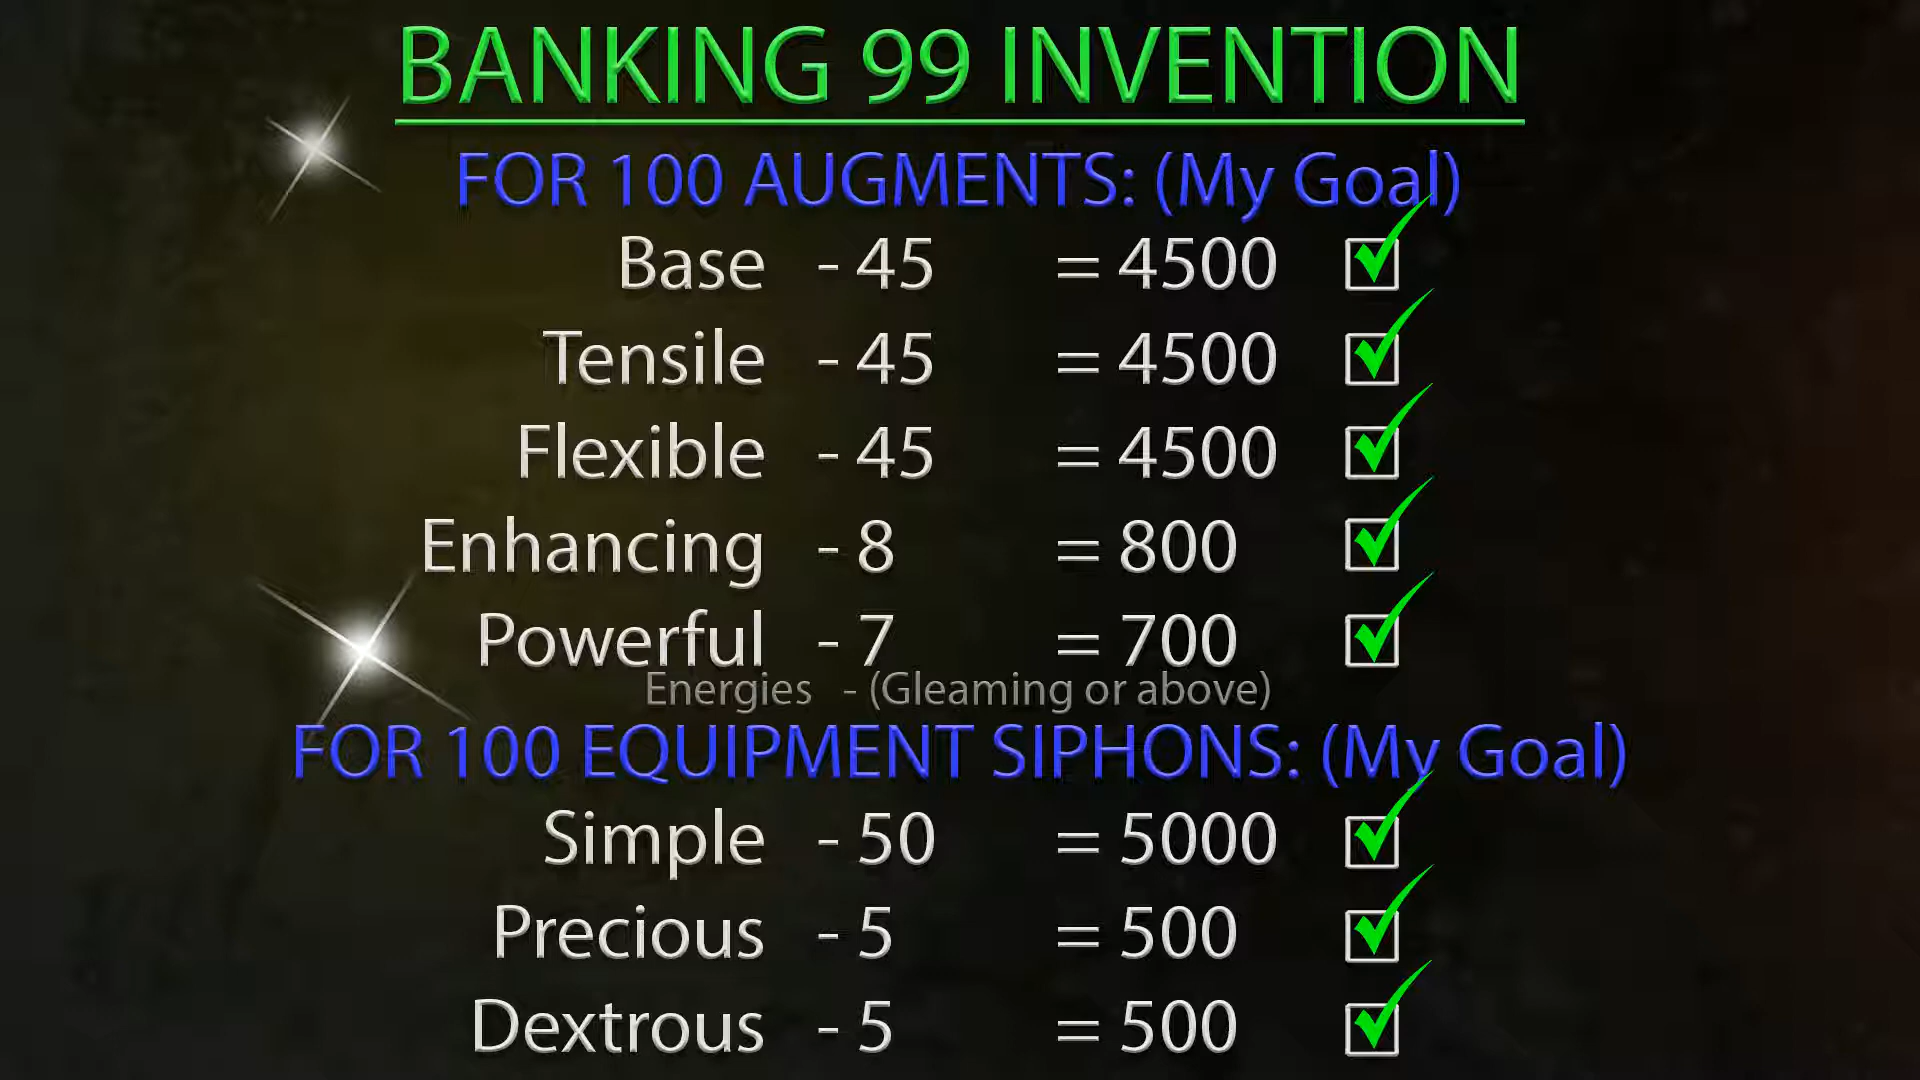 BANKING 99 INVENTION
FOR 100 AUGMENTS: (My Goal)
Base - 45 = 4500
Tensile - 45 = 4500
Flexible - 45 = 4500
Enhancing - 8 = 800
Powerful - 7 = 700
Energies - (Gleaming or above)
FOR 100 EQUIPMENT SIPHONS: (My Goal)
Simple - 50 = 5000
Precious - 5 = 500
Dextrous - 5 = 500